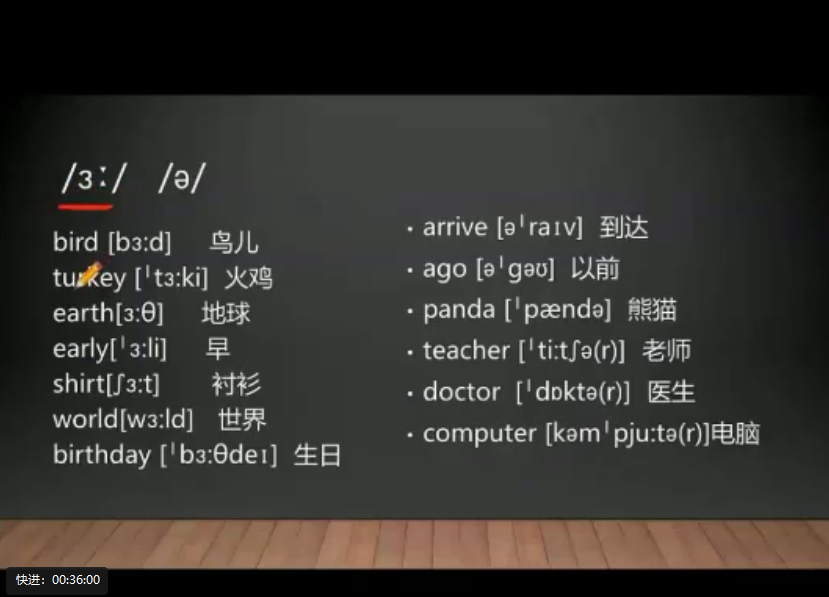 /ɜː/ /ə/
bird [bɜ:d] 鸟儿
turkey [ˈtɜ:ki] 火鸡
earth[ɜ:θ] 地球
early[ˈɜ:li] 早
shirt[ʃɜ:t] 衬衫
world[wɜ:ld] 世界
birthday [ˈbɜ:θdeɪ] 生日
· arrive [əˈraɪv] 到达
· ago [əˈgəʊ] 以前
· panda [ˈpændə] 熊猫
· teacher [ˈti:tʃə(r)] 老师
· doctor [ˈdɒktə(r)] 医生
· computer [kəmˈpju:tə(r)]电脑
快进：00:36:00